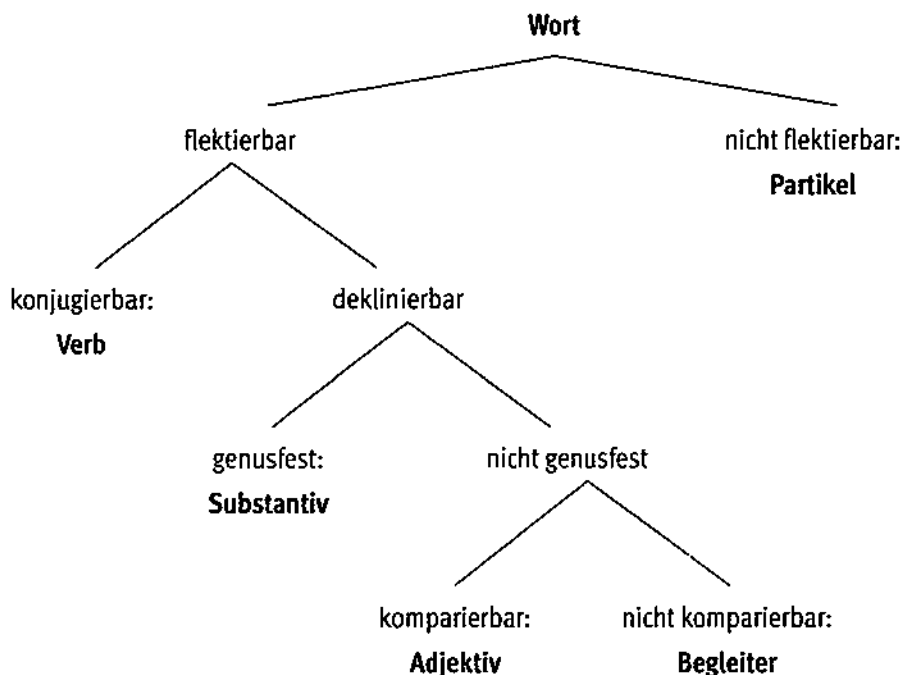 Wort
flektierbar
nicht flektierbar:
Partikel
konjugierbar:
Verb
deklinierbar
genusfest:
Substantiv
nicht genusfest
komparierbar:
Adjektiv
nicht komparierbar:
Begleiter